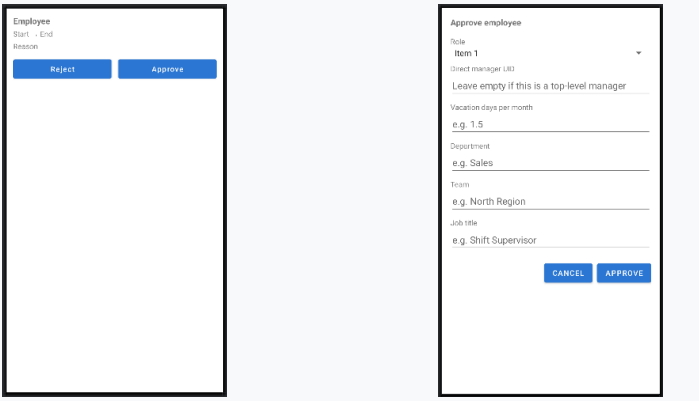 Employee
Start → End
Reason
Reject
Approve
Approve employee
Role
Item 1
Direct manager UID
Leave empty if this is a top-level manager
Vacation days per month
e.g. 1.5
Department
e.g. Sales
Team
e.g. North Region
Job title
e.g. Shift Supervisor
CANCEL
APPROVE